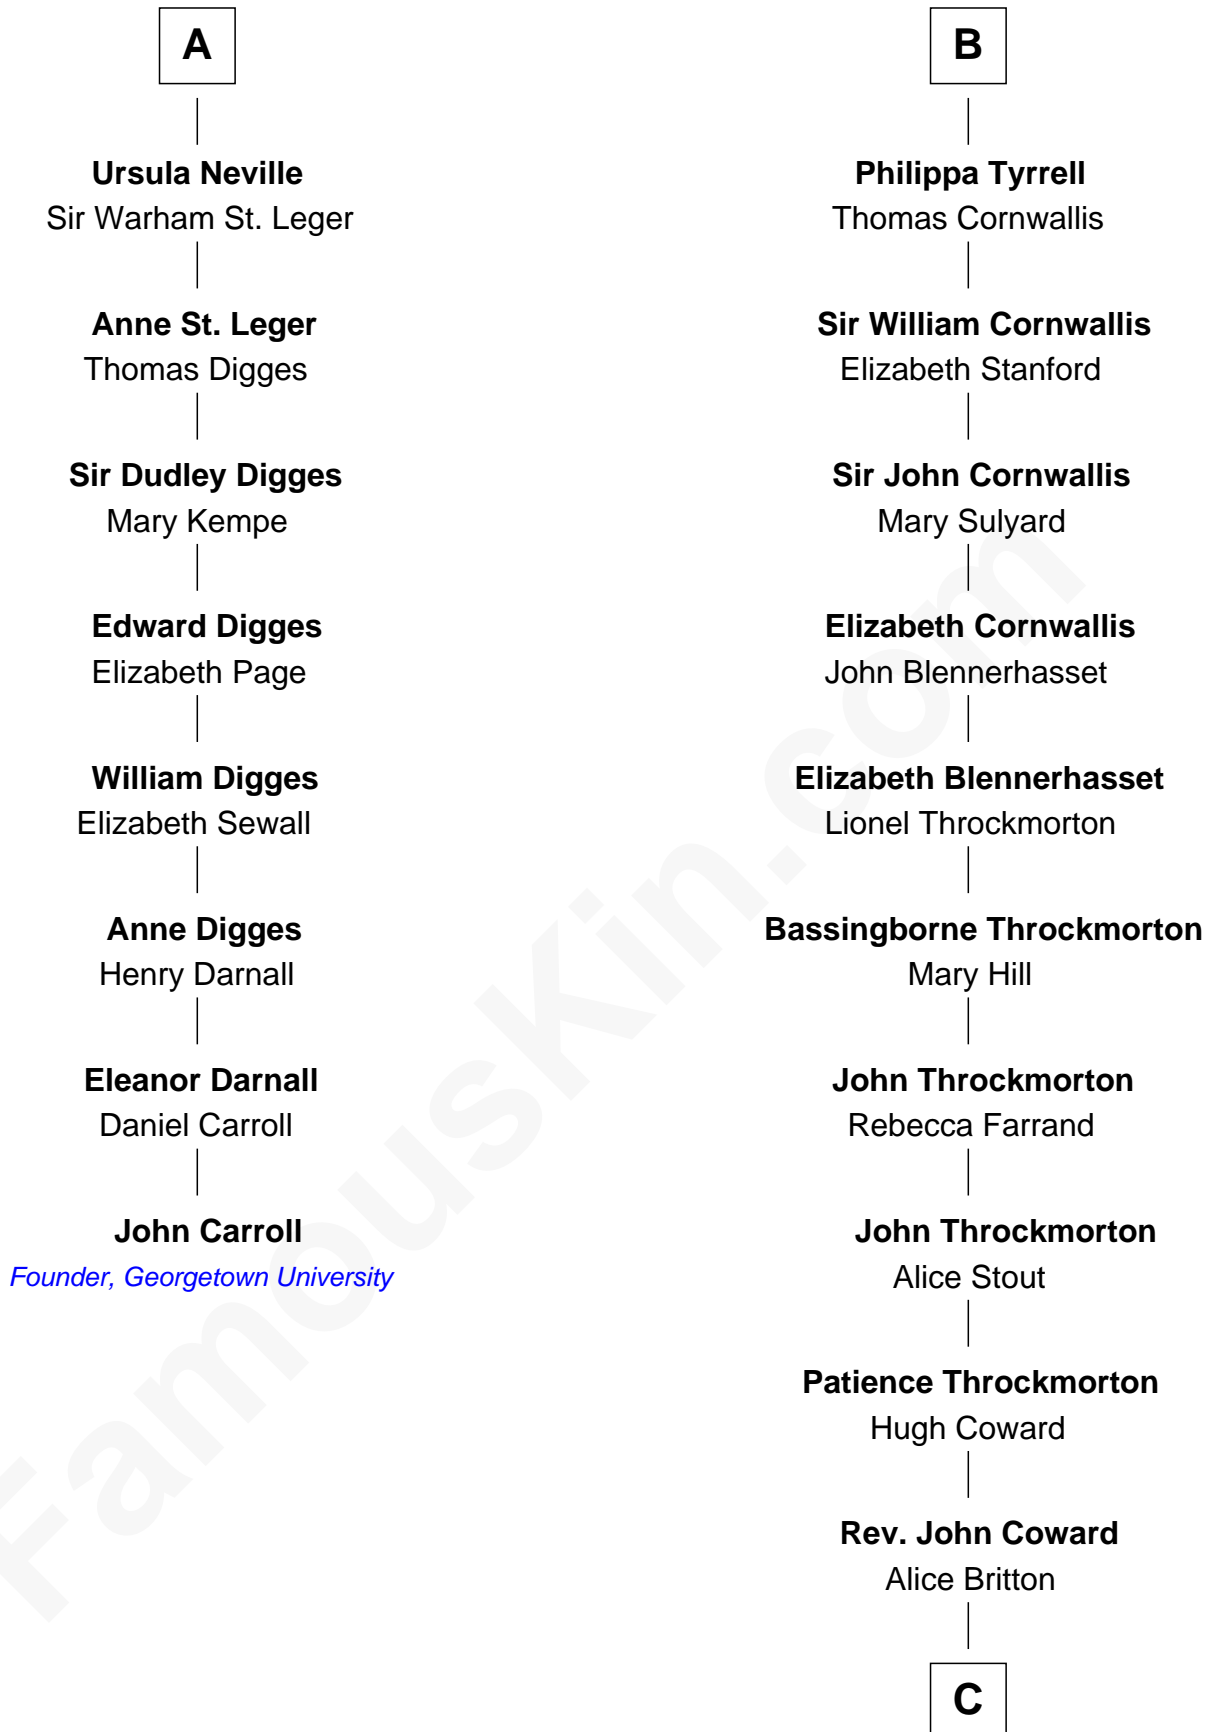 A
Ursula Neville
Sir Warham St. Leger
Anne St. Leger
Thomas Digges
Sir Dudley Digges
Mary Kempe
Edward Digges
Elizabeth Page
William Digges
Elizabeth Sewall
Anne Digges
Henry Darnall
Eleanor Darnall
Daniel Carroll
John Carroll
Founder, Georgetown University
B
Philippa Tyrrell
Thomas Cornwallis
Sir William Cornwallis
Elizabeth Stanford
Sir John Cornwallis
Mary Sulyard
Elizabeth Cornwallis
John Blennerhasset
Elizabeth Blennerhasset
Lionel Throckmorton
Bassingborne Throckmorton
Mary Hill
John Throckmorton
Rebecca Farrand
John Throckmorton
Alice Stout
Patience Throckmorton
Hugh Coward
Rev. John Coward
Alice Britton
C
FamousKin.com